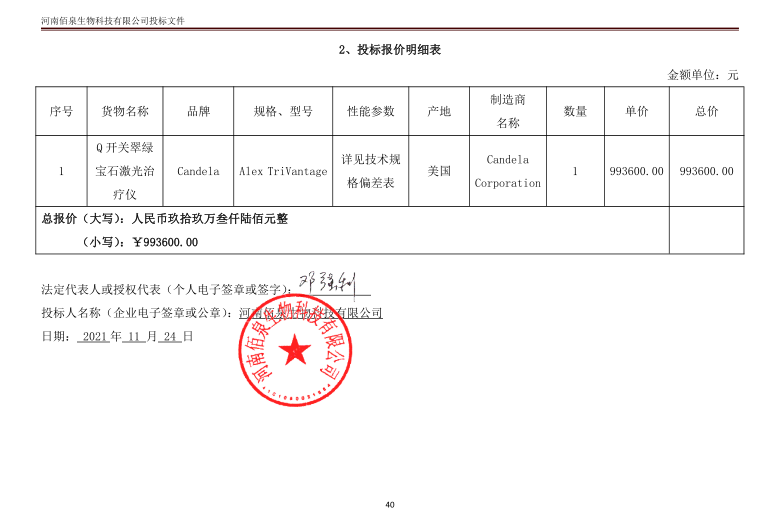 河南佰泉生物科技有限公司投标文件
2、投标报价明细表
金额单位：元
序号 货物名称 品牌 规格、型号 性能参数 产地 制造商名称 数量 单价 总价
1 Q开关翠绿宝石激光治疗仪 Candela Alex TriVantage 详见技术规格偏差表 美国 Candela Corporation 1 993600.00 993600.00
总报价（大写）：人民币玖拾玖万叁仟陆佰元整
（小写）：￥993600.00
法定代表人或授权代表（个人电子签章或签字）：
投标人名称（企业电子签章或公章）：河南佰泉生物科技有限公司
河南佰泉生物科技有限公司
日期： 2021 年 11 月 24 日
40